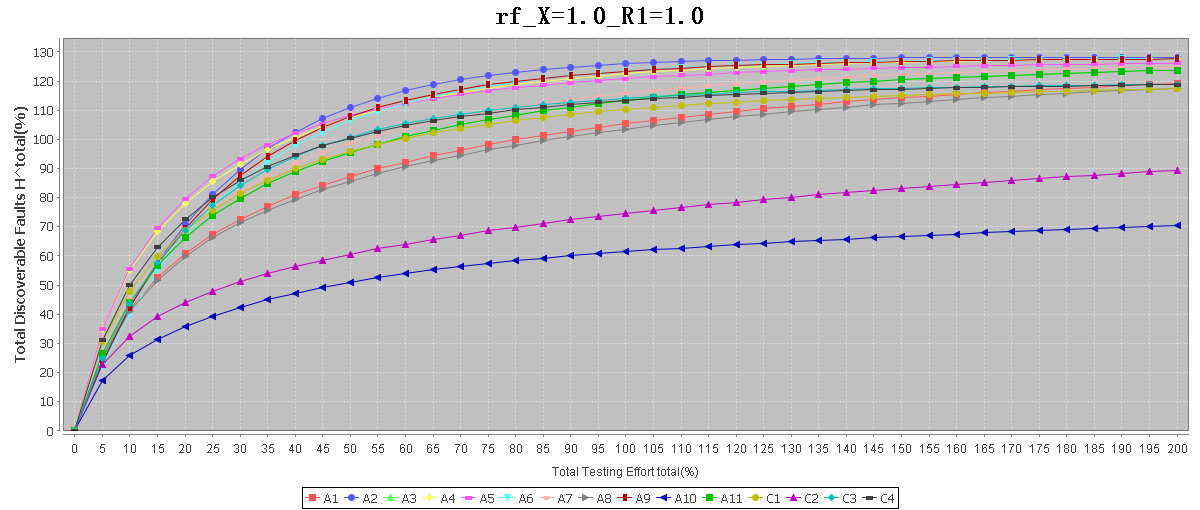 rf_X=1.0_R1=1.0
Total Discoverable Faults H^total(%)
130
120
110
100
90
80
70
60
50
40
30
20
10
0
0 5 10 15 20 25 30 35 40 45 50 55 60 65 70 75 80 85 90 95 100 105 110 115 120 125 130 135 140 145 150 155 160 165 170 175 180 185 190 195 200
Total Testing Effort total(%)
A1 A2 A3 A4 A5 A6 A7 A8 A9 A10 A11 C1 C2 C3 C4